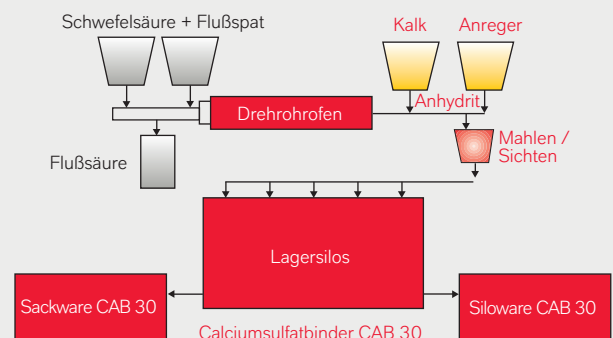 Schwefelsäure + Flußspat
Kalk
Anreger
Drehrohrofen
Anhydrit
Flußsäure
Mahlen /
Sichten
Lagersilos
Sackware CAB 30
Siloware CAB 30
Calciumsulfatbinder CAB 30